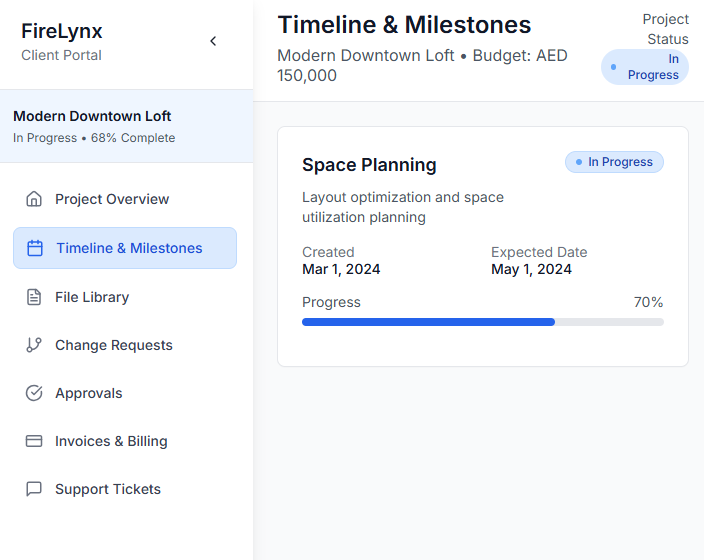 FireLynx
Client Portal
Modern Downtown Loft
In Progress • 68% Complete
Project Overview
Timeline & Milestones
File Library
Change Requests
Approvals
Invoices & Billing
Support Tickets
Timeline & Milestones
Modern Downtown Loft • Budget: AED
150,000
Project
Status
In
Progress
Space Planning
In Progress
Layout optimization and space
utilization planning
Created
Mar 1, 2024
Expected Date
May 1, 2024
Progress
70%